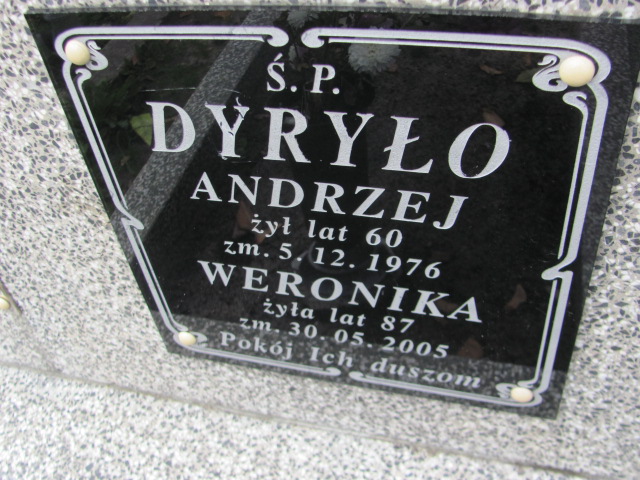 Ś. P.
DYRYŁO
ANDRZEJ
żył lat 60
zm. 5. 12. 1976
WERONIKA
żyła lat 87
zm. 30. 05. 2005
Pokój Ich duszom